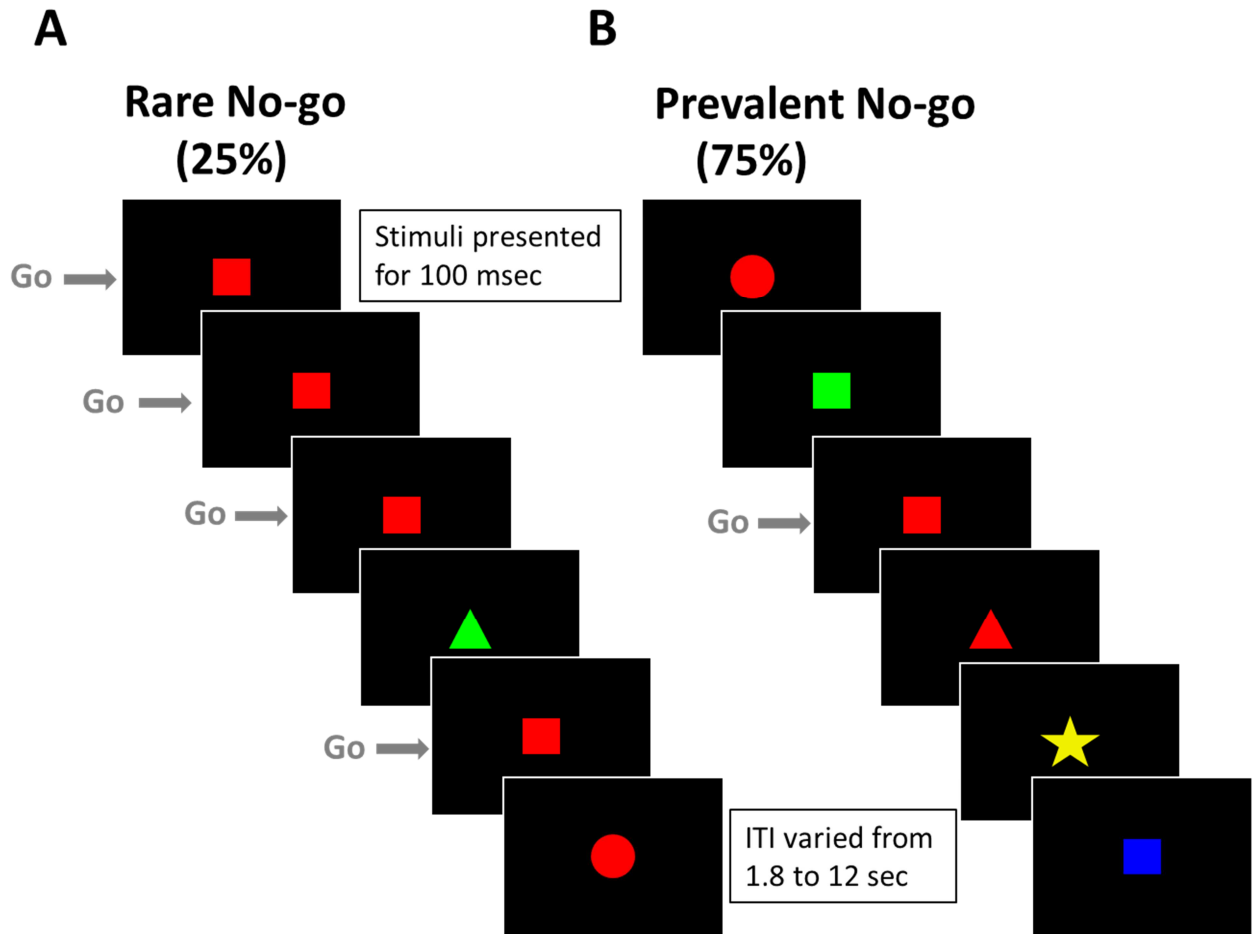 A
B
Rare No-go
(25%)
Prevalent No-go
(75%)
Stimuli presented
for 100 msec
Go
Go
Go
Go
Go
ITI varied from
1.8 to 12 sec